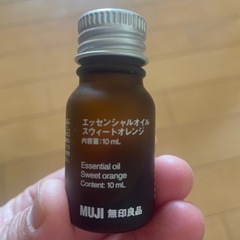 エッセンシャルオイル
スウィートオレンジ
内容量:10 mL
Essential oil
Sweet orange
Content: 10 mL
MUJI 無印良品